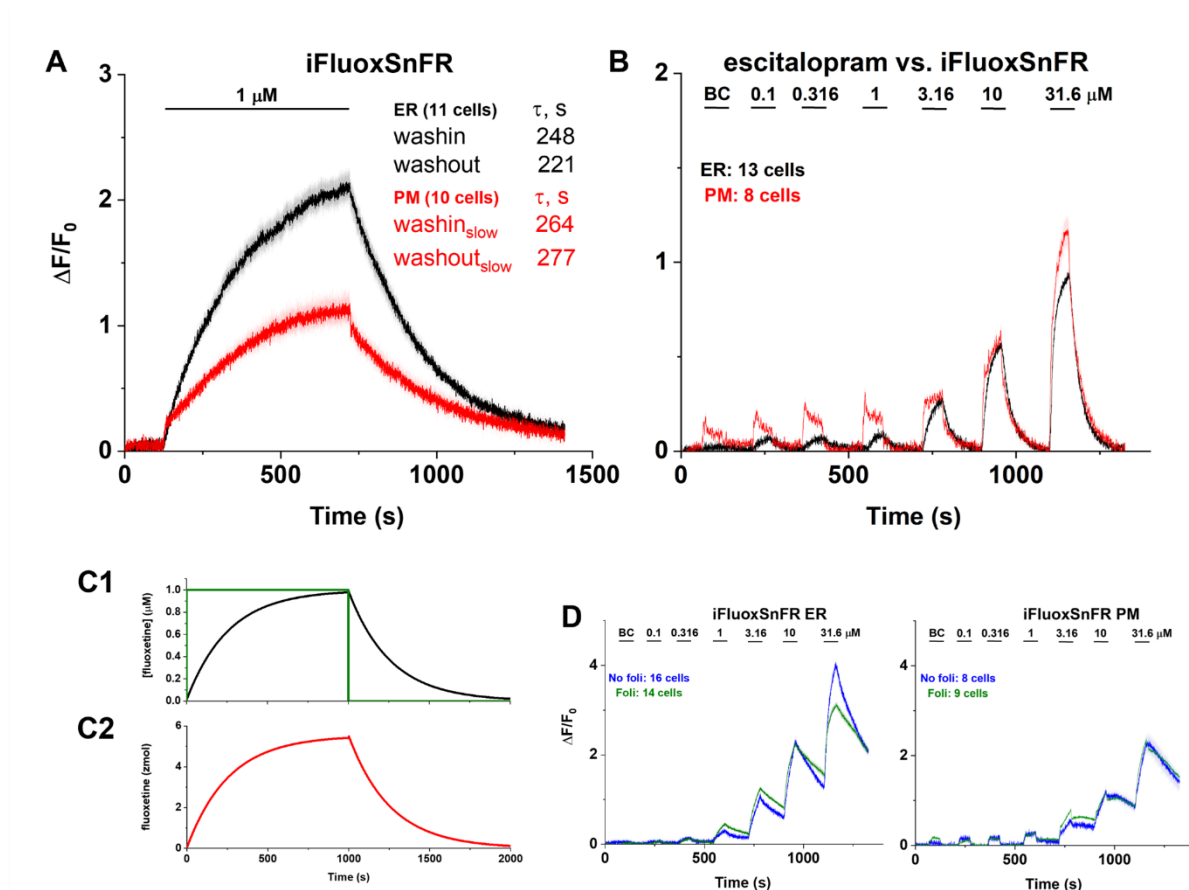 A
iFluoxSnFR
1 μM
ER (11 cells) τ, s
washin 248
washout 221
PM (10 cells) τ, s
washin slow 264
washout slow 277
3
2
1
0
ΔF/F0
0 500 1000 1500
Time (s)
B
escitalopram vs. iFluoxSnFR
BC 0.1 0.316 1 3.16 10 31.6 μM
ER: 13 cells
PM: 8 cells
2
1
0
0 500 1000
Time (s)
C1
[fluoxetine] (μM)
1.0
0.8
0.6
0.4
0.2
0.0
C2
fluoxetine (zmol)
6
4
2
0
0 500 1000 1500 2000
Time (s)
D
iFluoxSnFR ER
BC 0.1 0.316 1 3.16 10 31.6 μM
No foli: 16 cells
Foli: 14 cells
ΔF/F0
4
2
0
0 500 1000
Time (s)
iFluoxSnFR PM
BC 0.1 0.316 1 3.16 10 31.6 μM
No foli: 8 cells
Foli: 9 cells
4
2
0
0 500 1000
Time (s)